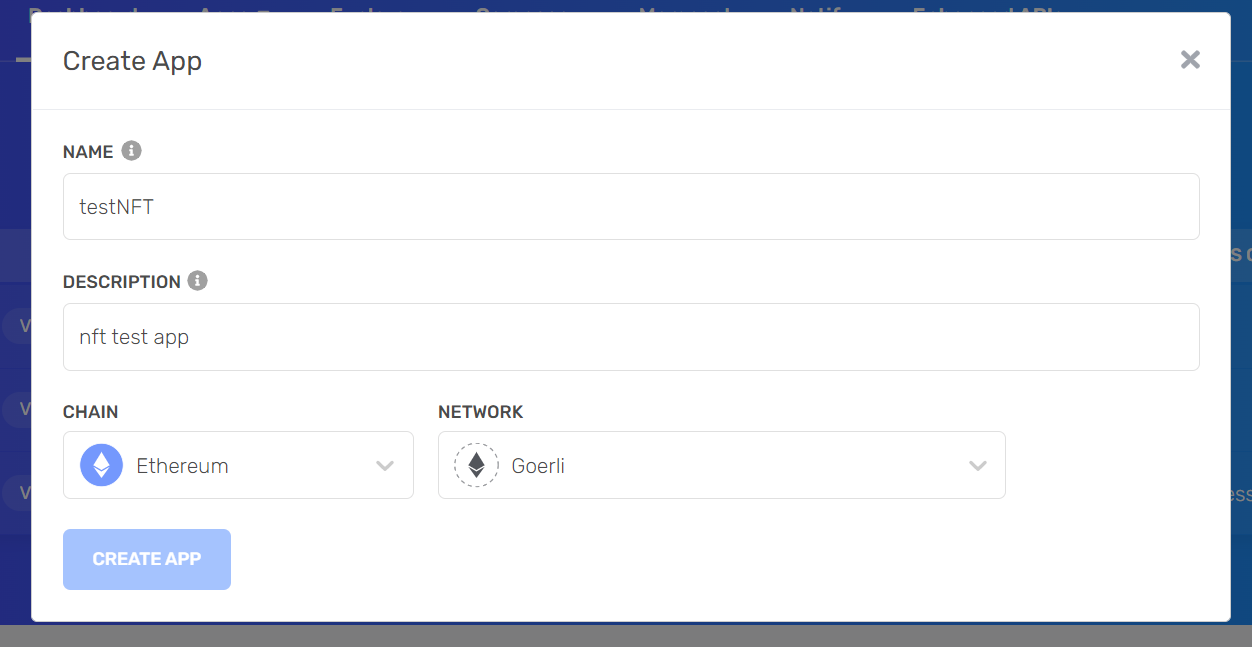 Create App
NAME
testNFT
DESCRIPTION
nft test app
CHAIN
NETWORK
Ethereum
Goerli
CREATE APP